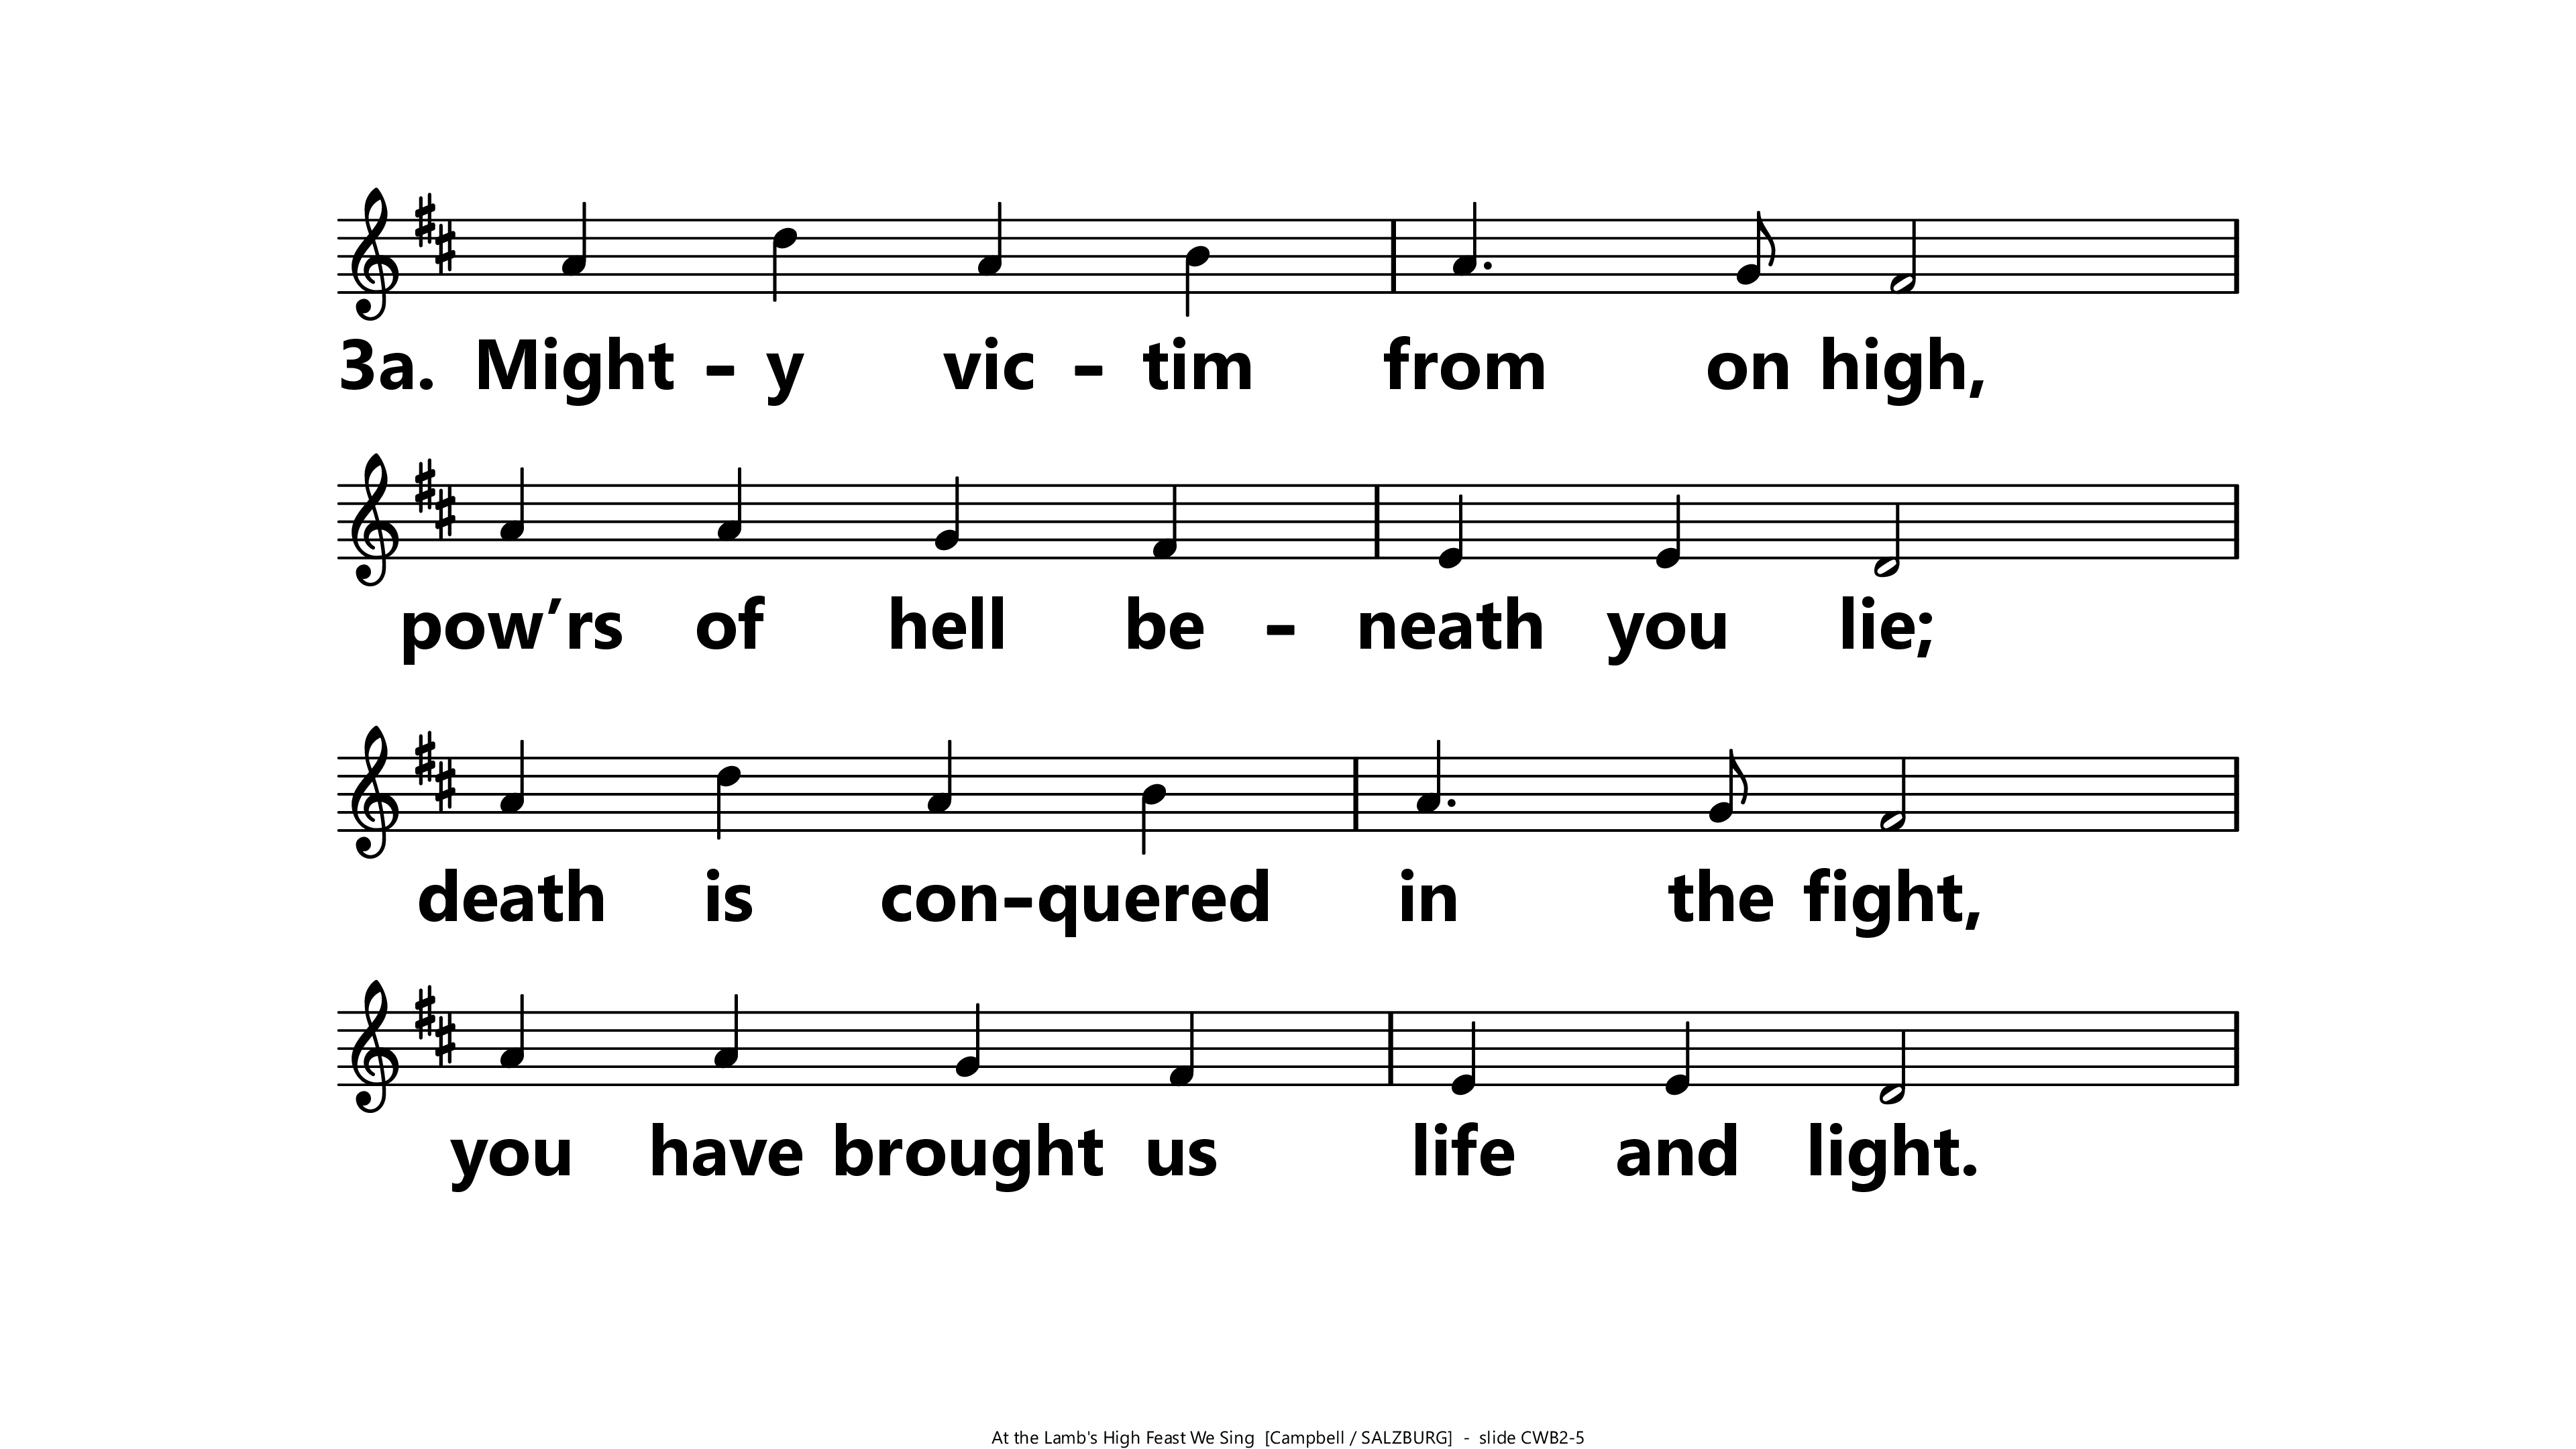 3a. Might - y vic - tim from on high,
pow’rs of hell be - neath you lie;
death is con-quered in the fight,
you have brought us life and light.
At the Lamb's High Feast We Sing [Campbell / SALZBURG] - slide CWB2-5